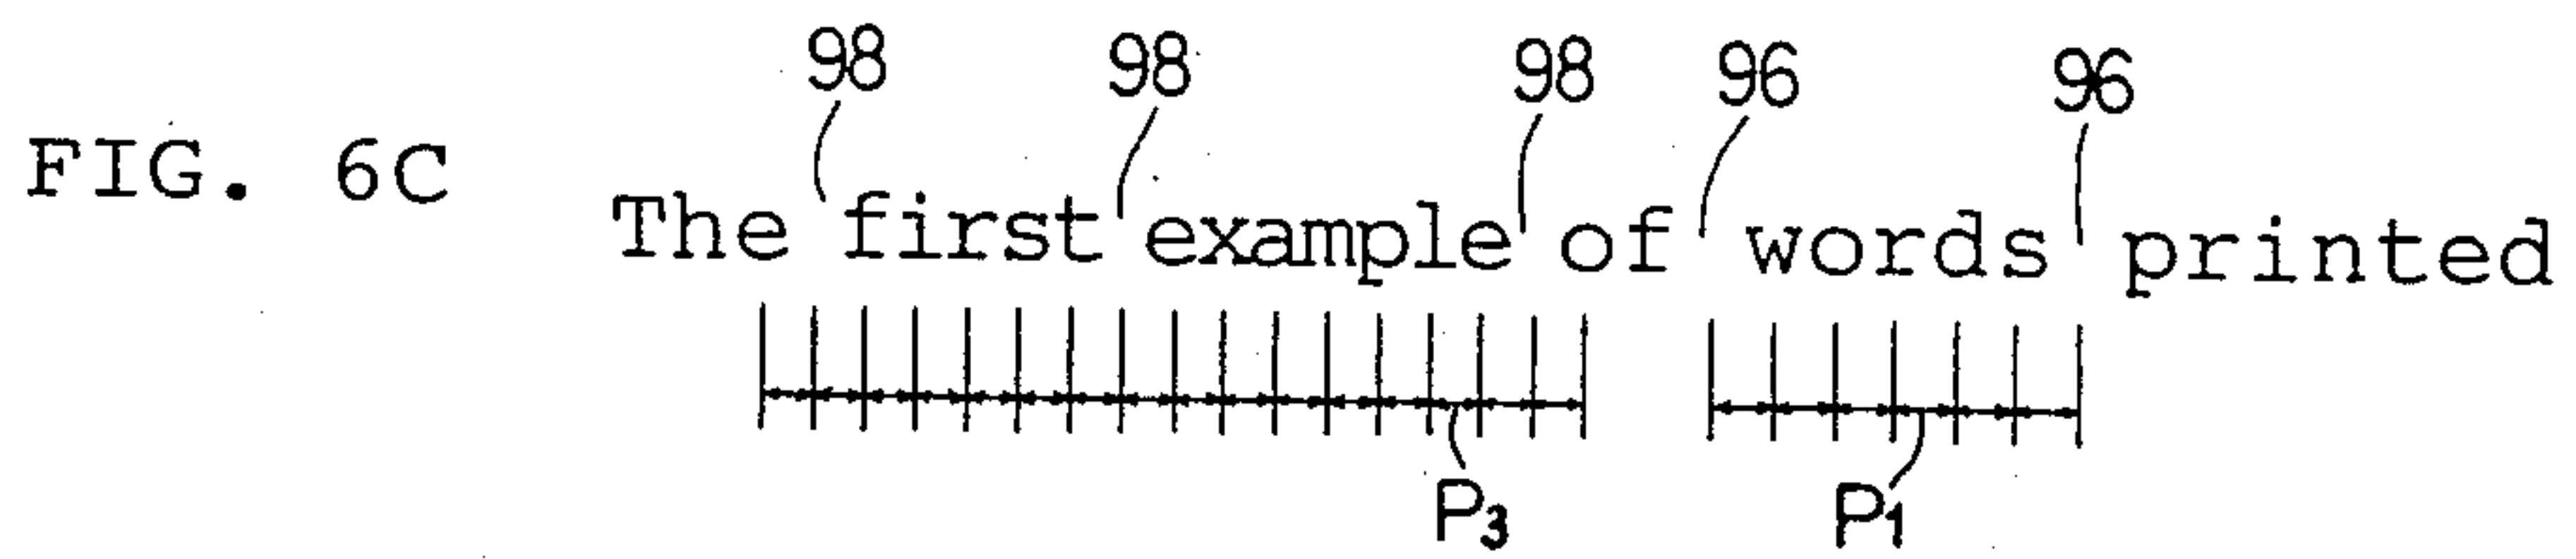 98 98 98 96 96
FIG. 6C The first example of words printed
P3 P1